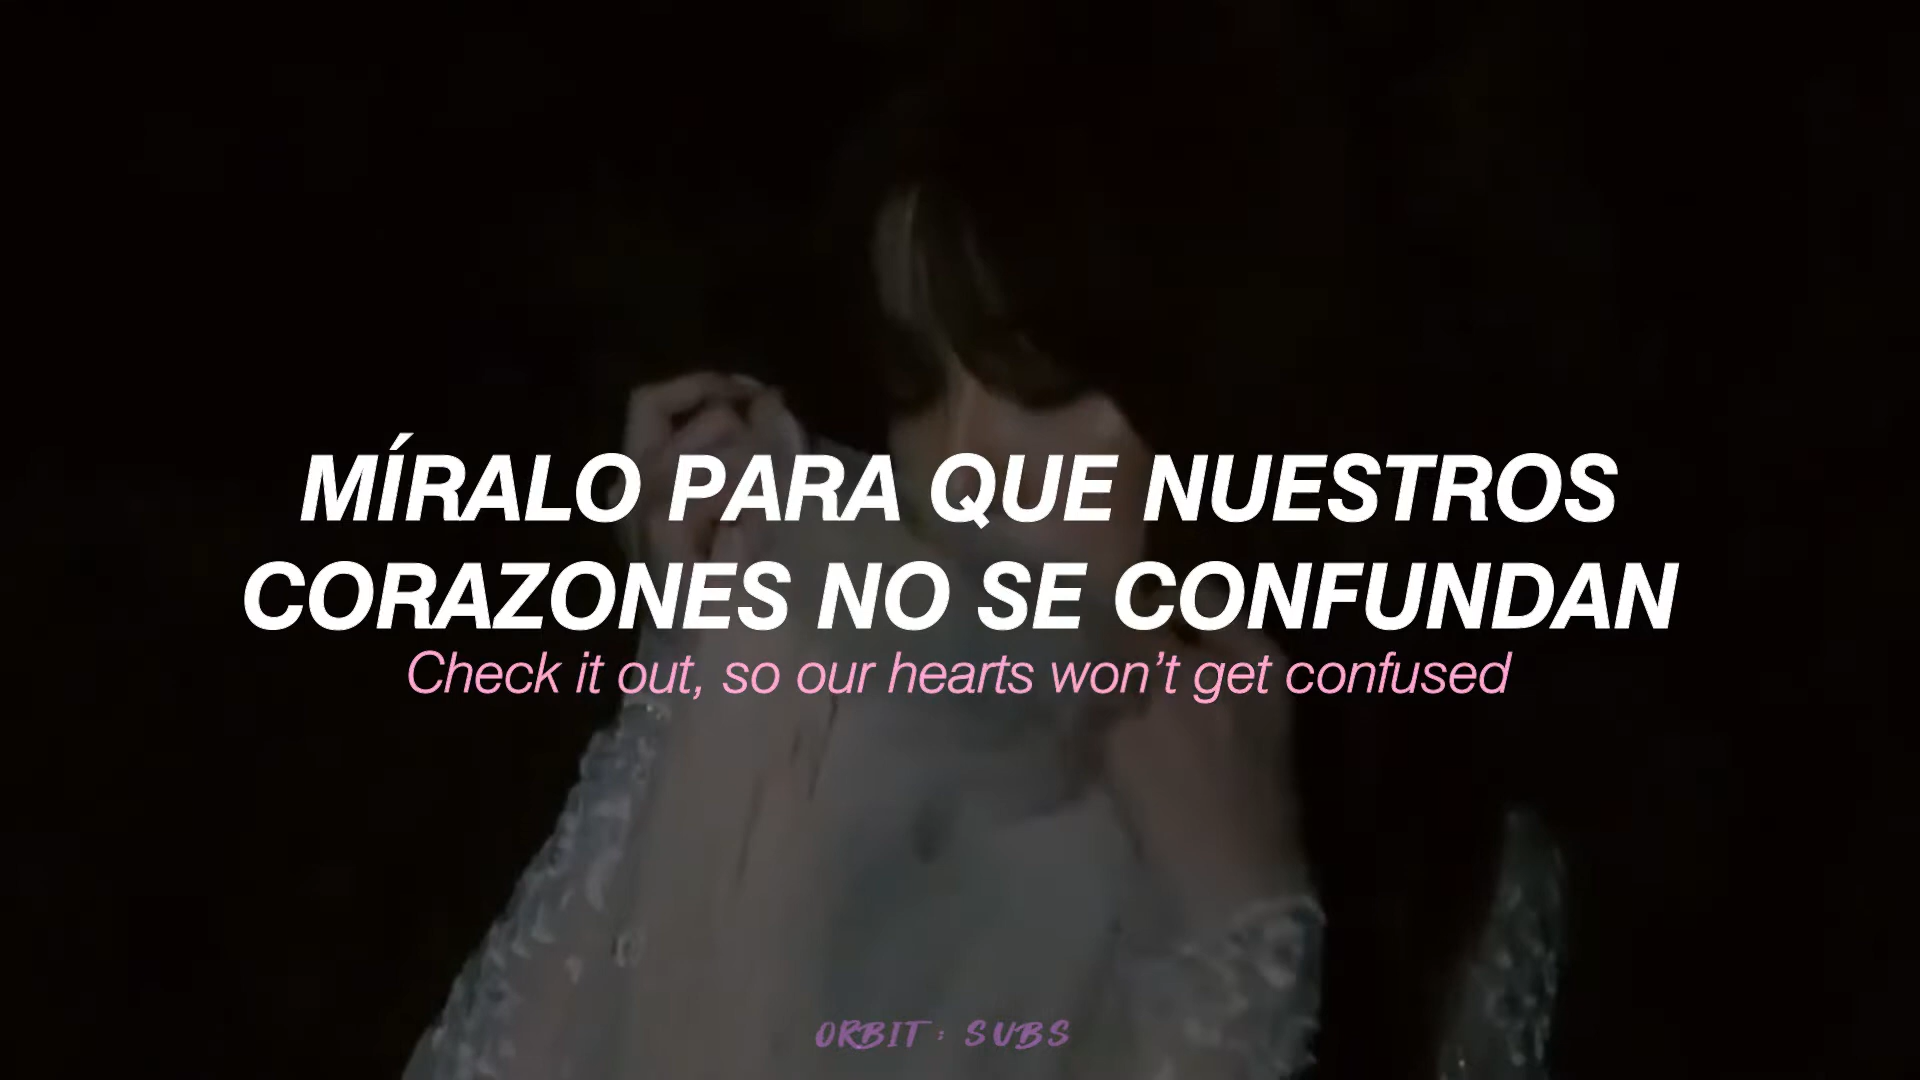 MÍRALO PARA QUE NUESTROS
CORAZONES NO SE CONFUNDAN
Check it out, so our hearts won't get confused
ORBIT: SUBS